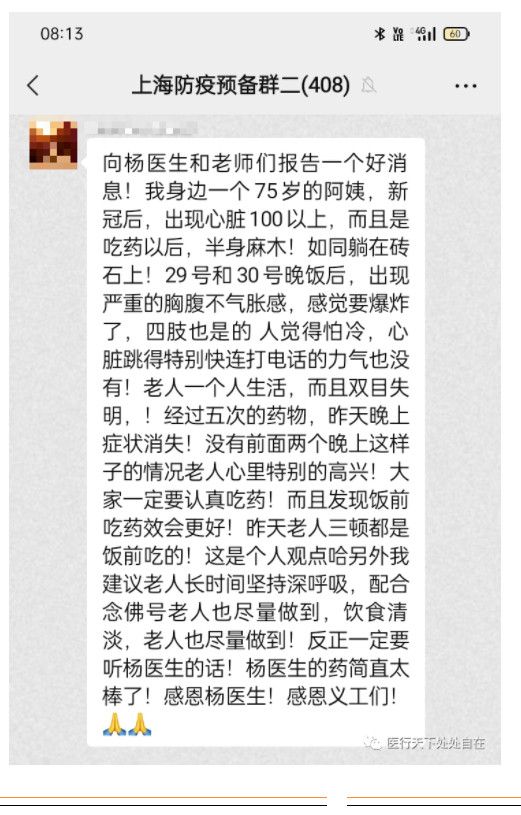 08:13
4G 60
上海防疫预备群二(408)
向杨医生和老师们报告一个好消
息！我身边一个75岁的阿姨，新
冠后，出现心脏100以上，而且是
吃药以后，半身麻木！如同躺在砖
石上！29号和30号晚饭后，出现
严重的胸腹不气胀感，感觉要爆炸
了，四肢也是的 人觉得怕冷，心
脏跳得特别快连打电话的力气也没
有！老人一个人生活，而且双目失
明，！经过五次的药物，昨天晚上
症状消失！没有前面两个晚上这样
子的情况老人心里特别的高兴！大
家一定要认真吃药！而且发现饭前
吃药效会更好！昨天老人三顿都是
饭前吃的！这是个人观点哈另外我
建议老人长时间坚持深呼吸，配合
念佛号老人也尽量做到，饮食清
淡，老人也尽量做到！反正一定要
听杨医生的话！杨医生的药简直太
棒了！感恩杨医生！感恩义工们！
🙏🙏
医行天下处处自在